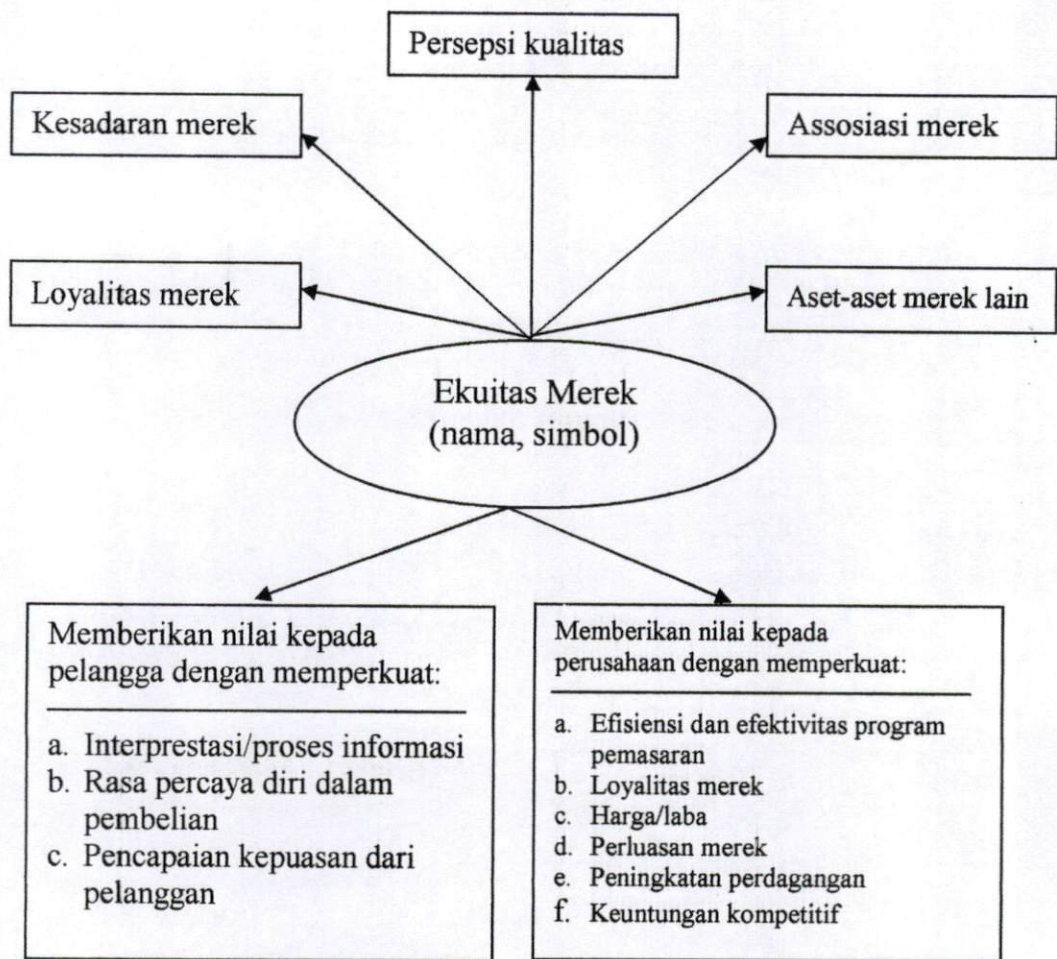 Persepsi kualitas
Kesadaran merek
Assosiasi merek
Loyalitas merek
Aset-aset merek lain
Ekuitas Merek
(nama, simbol)
Memberikan nilai kepada
pelangga dengan memperkuat:
a. Interprestasi/proses informasi
b. Rasa percaya diri dalam
pembelian
c. Pencapaian kepuasan dari
pelanggan
Memberikan nilai kepada
perusahaan dengan memperkuat:
a. Efisiensi dan efektivitas program
pemasaran
b. Loyalitas merek
c. Harga/laba
d. Perluasan merek
e. Peningkatan perdagangan
f. Keuntungan kompetitif